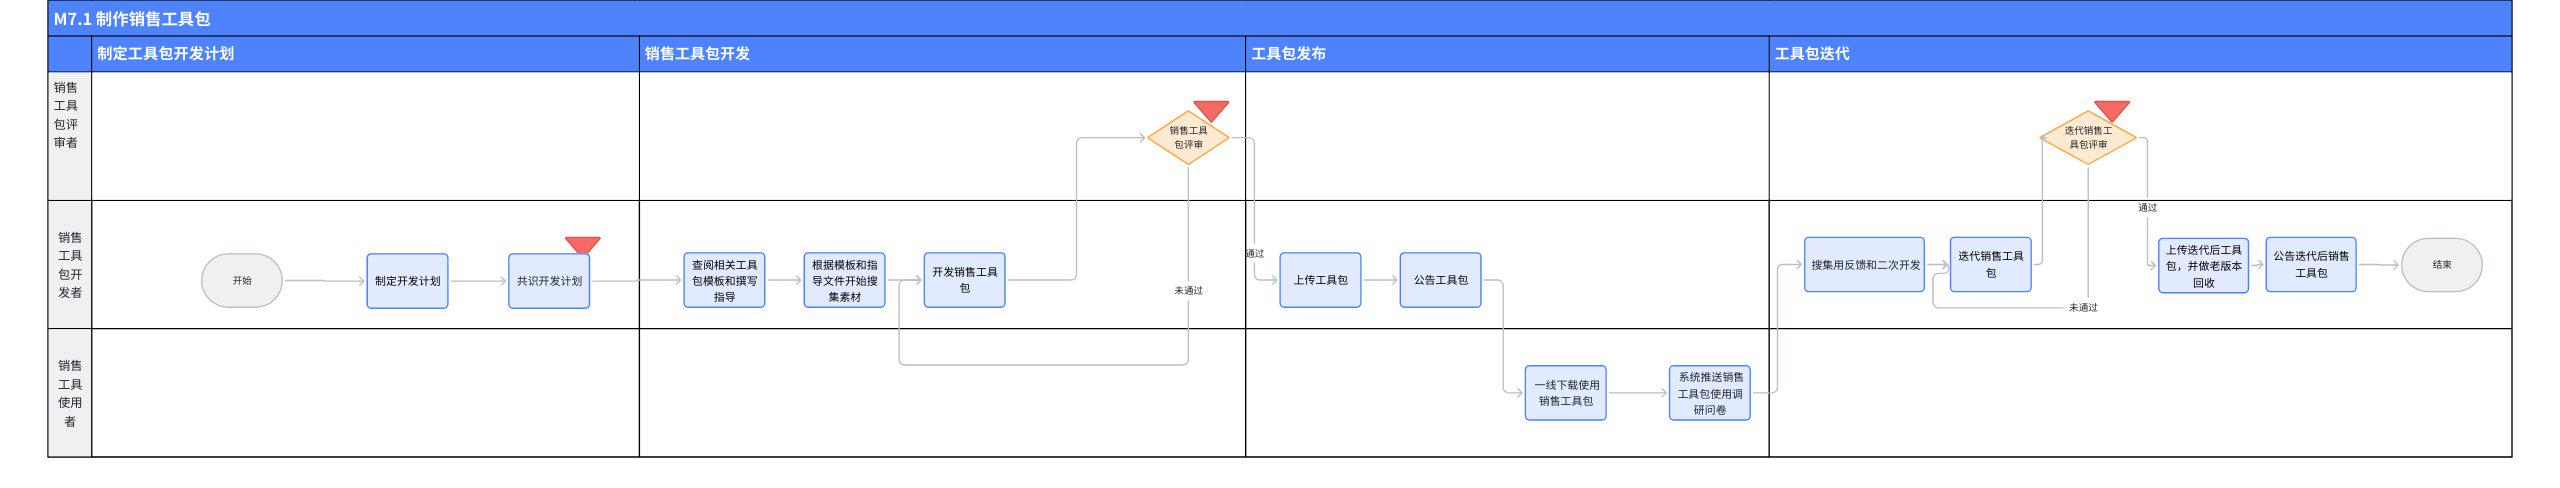 M7.1 制作销售工具包
制定工具包开发计划
销售工具包开发
工具包发布
工具包迭代
销售
工具
包评
审者
销售工具
包评审
迭代销售工
具包评审
销售
工具
包开
发者
开始
制定开发计划
共识开发计划
查阅相关工具
包模板和撰写
指导
根据模板和指
导文件开始搜
集素材
开发销售工具
包
未通过
通过
上传工具包
公告工具包
搜集用反馈和二次开发
迭代销售工具
包
未通过
通过
上传迭代后工具
包，并做老版本
回收
公告迭代后销售
工具包
结束
销售
工具
使用
者
一线下载使用
销售工具包
系统推送销售
工具包使用调
研问卷